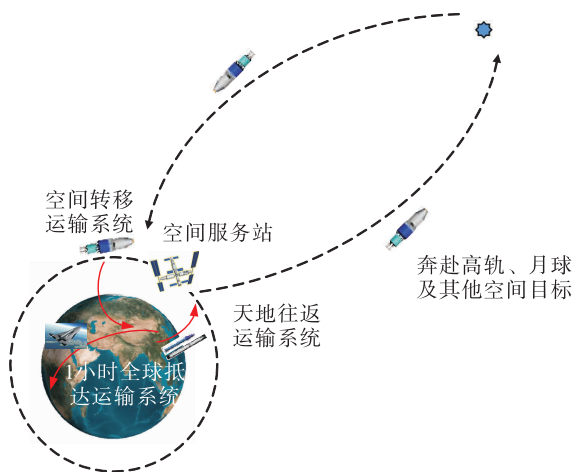 空间转移
运输系统
空间服务站
奔赴高轨、月球
及其他空间目标
天地往返
运输系统
1小时全球抵
达运输系统